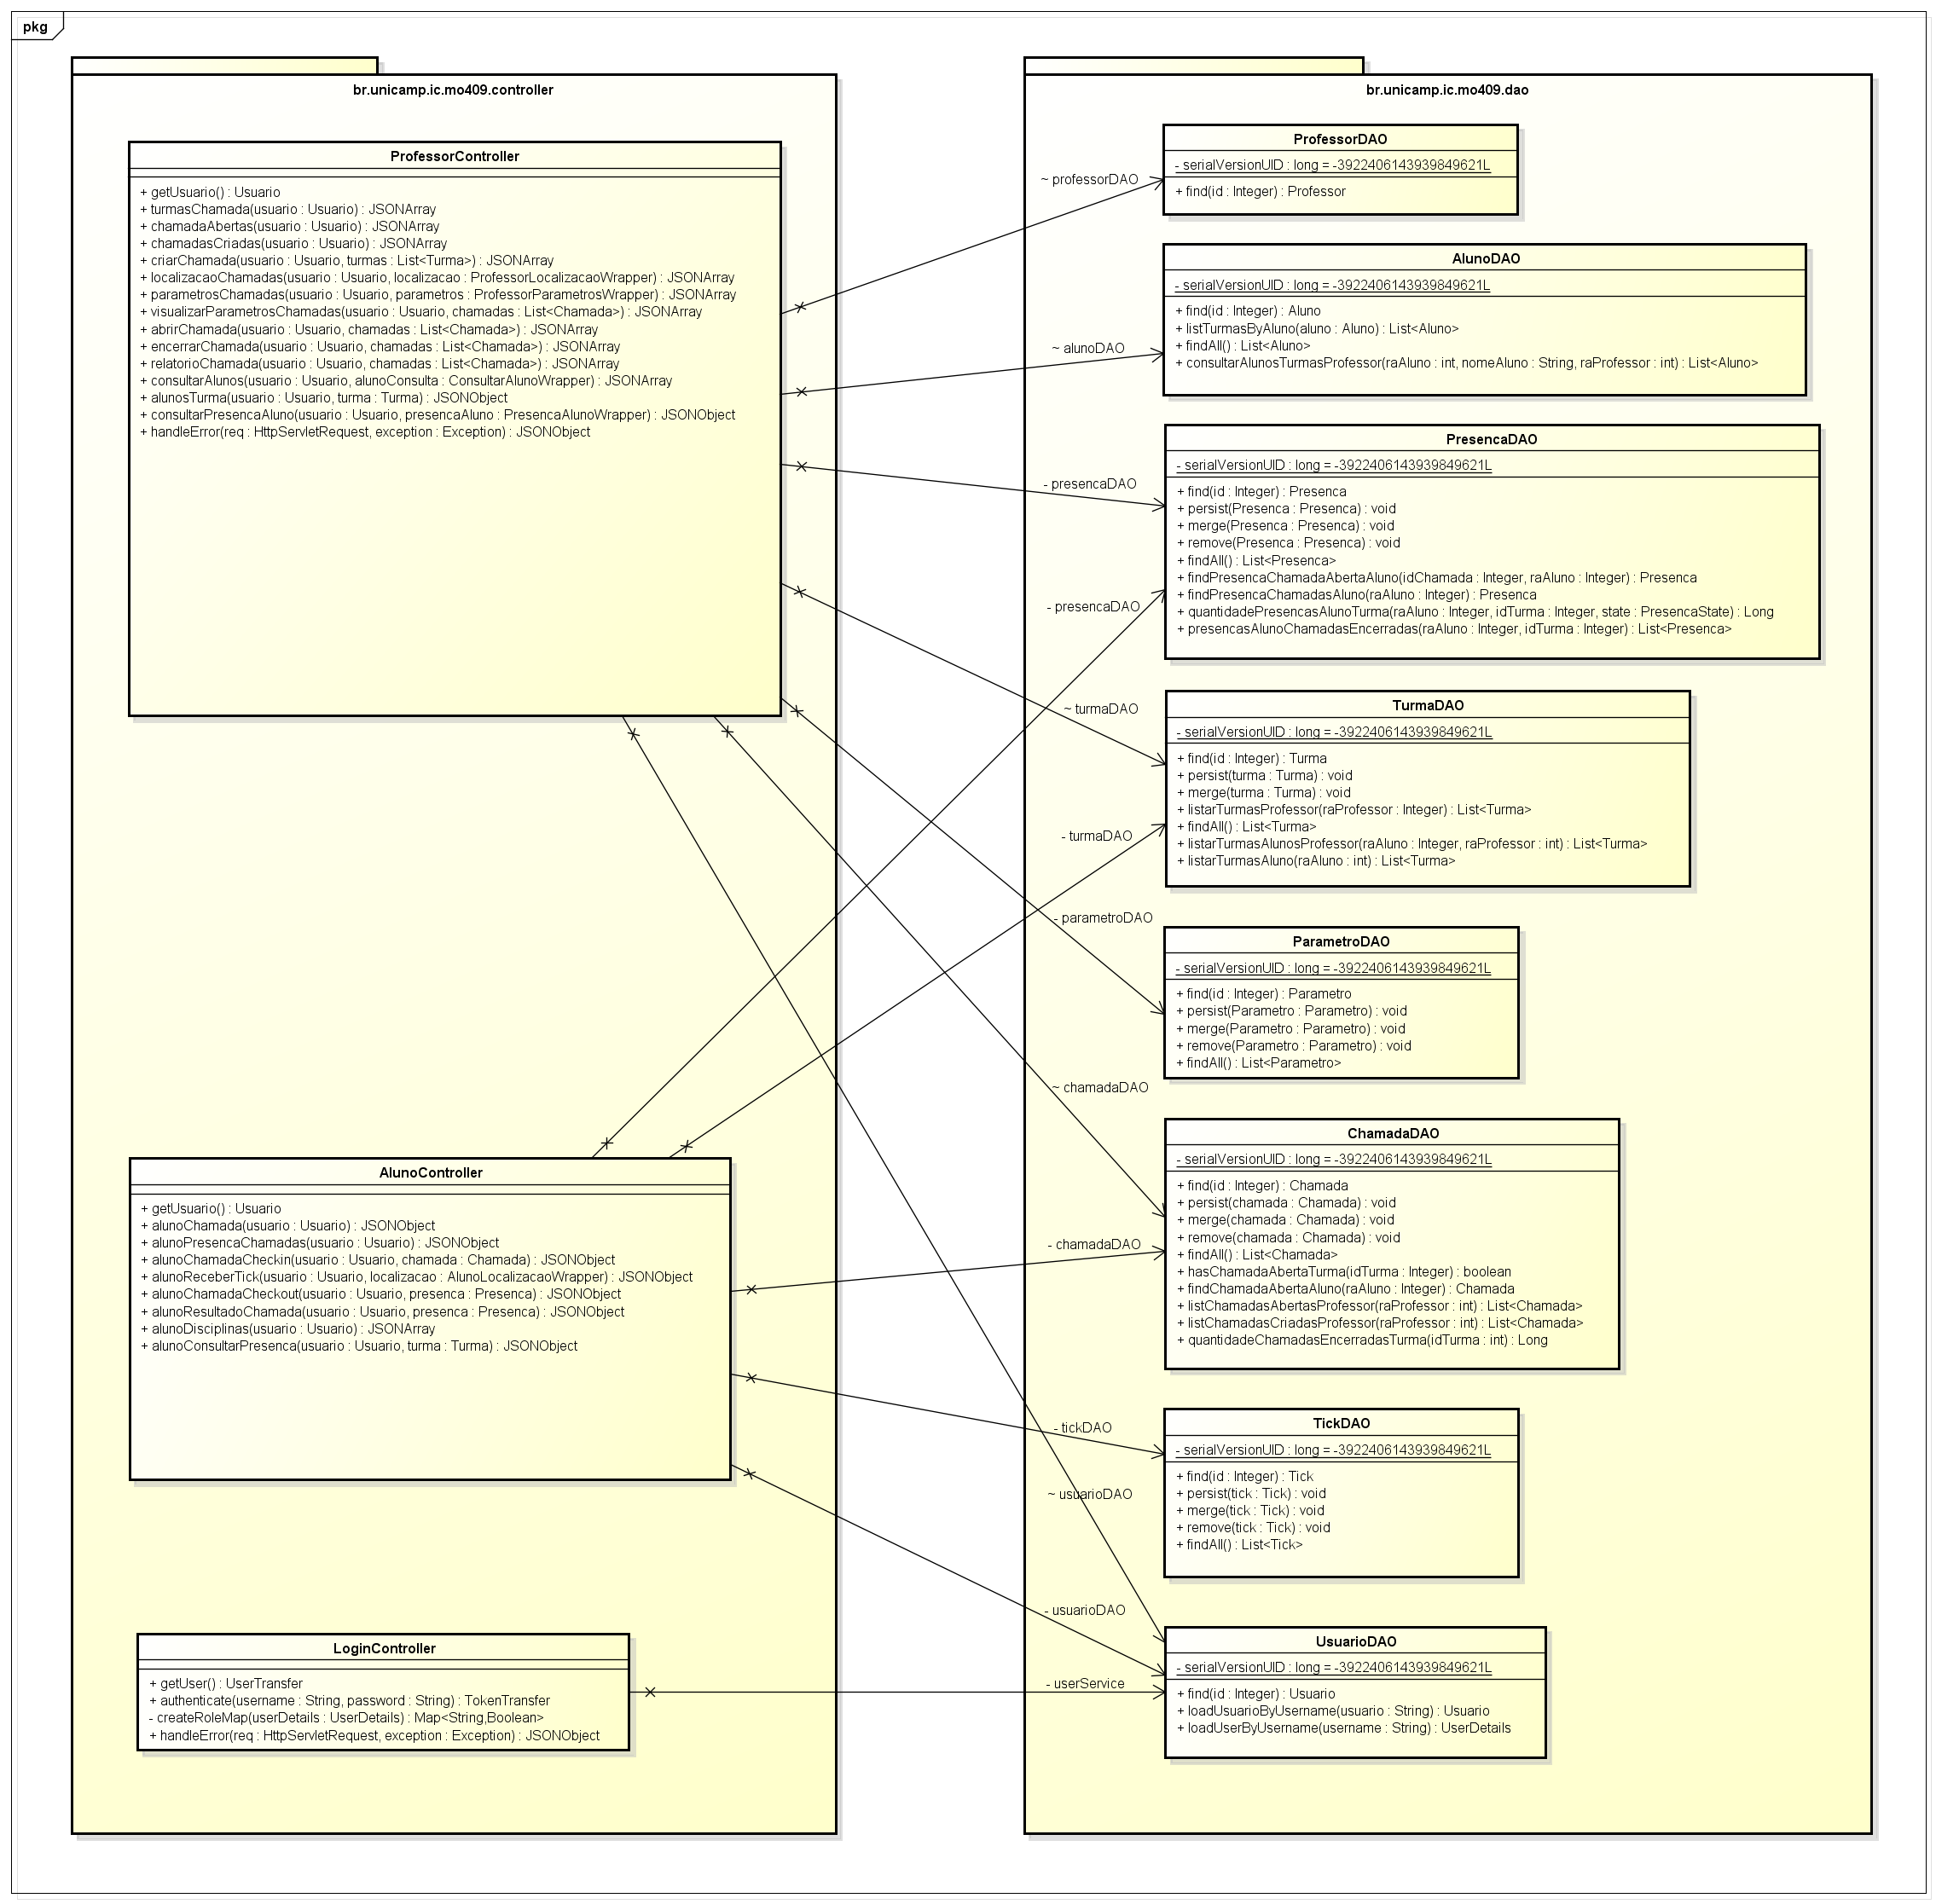 pkg
br.unicamp.ic.mo409.controller
ProfessorController
+ getUsuario() : Usuario
+ turmasChamada(usuario : Usuario) : JSONArray
+ chamadaAbertas(usuario : Usuario) : JSONArray
+ chamadasCriadas(usuario : Usuario) : JSONArray
+ criarChamada(usuario : Usuario, turmas : List<Turma>) : JSONArray
+ localizacaoChamadas(usuario : Usuario, localizacao : ProfessorLocalizacaoWrapper) : JSONArray
+ parametrosChamadas(usuario : Usuario, parametros : ProfessorParametrosWrapper) : JSONArray
+ visualizarParametrosChamadas(usuario : Usuario, chamadas : List<Chamada>) : JSONArray
+ abrirChamada(usuario : Usuario, chamadas : List<Chamada>) : JSONArray
+ encerrarChamada(usuario : Usuario, chamadas : List<Chamada>) : JSONArray
+ relatorioChamada(usuario : Usuario, chamadas : List<Chamada>) : JSONArray
+ consultarAlunos(usuario : Usuario, alunoConsulta : ConsultarAlunoWrapper) : JSONArray
+ alunosTurma(usuario : Usuario, turma : Turma) : JSONObject
+ consultarPresencaAluno(usuario : Usuario, presencaAluno : PresencaAlunoWrapper) : JSONObject
+ handleError(req : HttpServletRequest, exception : Exception) : JSONObject
AlunoController
+ getUsuario() : Usuario
+ alunoChamada(usuario : Usuario) : JSONObject
+ alunoPresencaChamadas(usuario : Usuario) : JSONObject
+ alunoChamadaCheckin(usuario : Usuario, chamada : Chamada) : JSONObject
+ alunoReceberTick(usuario : Usuario, localizacao : AlunoLocalizacaoWrapper) : JSONObject
+ alunoChamadaCheckout(usuario : Usuario, presenca : Presenca) : JSONObject
+ alunoResultadoChamada(usuario : Usuario, presenca : Presenca) : JSONObject
+ alunoDisciplinas(usuario : Usuario) : JSONArray
+ alunoConsultarPresenca(usuario : Usuario, turma : Turma) : JSONObject
LoginController
+ getUser() : UserTransfer
+ authenticate(username : String, password : String) : TokenTransfer
- createRoleMap(userDetails : UserDetails) : Map<String,Boolean>
+ handleError(req : HttpServletRequest, exception : Exception) : JSONObject
~ professorDAO
~ alunoDAO
- presencaDAO
- presencaDAO
~ turmaDAO
- turmaDAO
- parametroDAO
~ chamadaDAO
- chamadaDAO
- tickDAO
~ usuarioDAO
- usuarioDAO
- userService
br.unicamp.ic.mo409.dao
ProfessorDAO
- serialVersionUID : long = -3922406143939849621L
+ find(id : Integer) : Professor
AlunoDAO
- serialVersionUID : long = -3922406143939849621L
+ find(id : Integer) : Aluno
+ listTurmasByAluno(aluno : Aluno) : List<Aluno>
+ findAll() : List<Aluno>
+ consultarAlunosTurmasProfessor(raAluno : int, nomeAluno : String, raProfessor : int) : List<Aluno>
PresencaDAO
- serialVersionUID : long = -3922406143939849621L
+ find(id : Integer) : Presenca
+ persist(Presenca : Presenca) : void
+ merge(Presenca : Presenca) : void
+ remove(Presenca : Presenca) : void
+ findAll() : List<Presenca>
+ findPresencaChamadaAbertaAluno(idChamada : Integer, raAluno : Integer) : Presenca
+ findPresencaChamadasAluno(raAluno : Integer) : Presenca
+ quantidadePresencasAlunoTurma(raAluno : Integer, idTurma : Integer, state : PresencaState) : Long
+ presencasAlunoChamadasEncerradas(raAluno : Integer, idTurma : Integer) : List<Presenca>
TurmaDAO
- serialVersionUID : long = -3922406143939849621L
+ find(id : Integer) : Turma
+ persist(turma : Turma) : void
+ merge(turma : Turma) : void
+ listarTurmasProfessor(raProfessor : Integer) : List<Turma>
+ findAll() : List<Turma>
+ listarTurmasAlunosProfessor(raAluno : Integer, raProfessor : int) : List<Turma>
+ listarTurmasAluno(raAluno : int) : List<Turma>
ParametroDAO
- serialVersionUID : long = -3922406143939849621L
+ find(id : Integer) : Parametro
+ persist(Parametro : Parametro) : void
+ merge(Parametro : Parametro) : void
+ remove(Parametro : Parametro) : void
+ findAll() : List<Parametro>
ChamadaDAO
- serialVersionUID : long = -3922406143939849621L
+ find(id : Integer) : Chamada
+ persist(chamada : Chamada) : void
+ merge(chamada : Chamada) : void
+ remove(chamada : Chamada) : void
+ findAll() : List<Chamada>
+ hasChamadaAbertaTurma(idTurma : Integer) : boolean
+ findChamadaAbertaAluno(raAluno : Integer) : Chamada
+ listChamadasAbertasProfessor(raProfessor : int) : List<Chamada>
+ listChamadasCriadasProfessor(raProfessor : int) : List<Chamada>
+ quantidadeChamadasEncerradasTurma(idTurma : int) : Long
TickDAO
- serialVersionUID : long = -3922406143939849621L
+ find(id : Integer) : Tick
+ persist(tick : Tick) : void
+ merge(tick : Tick) : void
+ remove(tick : Tick) : void
+ findAll() : List<Tick>
UsuarioDAO
- serialVersionUID : long = -3922406143939849621L
+ find(id : Integer) : Usuario
+ loadUsuarioByUsername(usuario : String) : Usuario
+ loadUserByUsername(username : String) : UserDetails